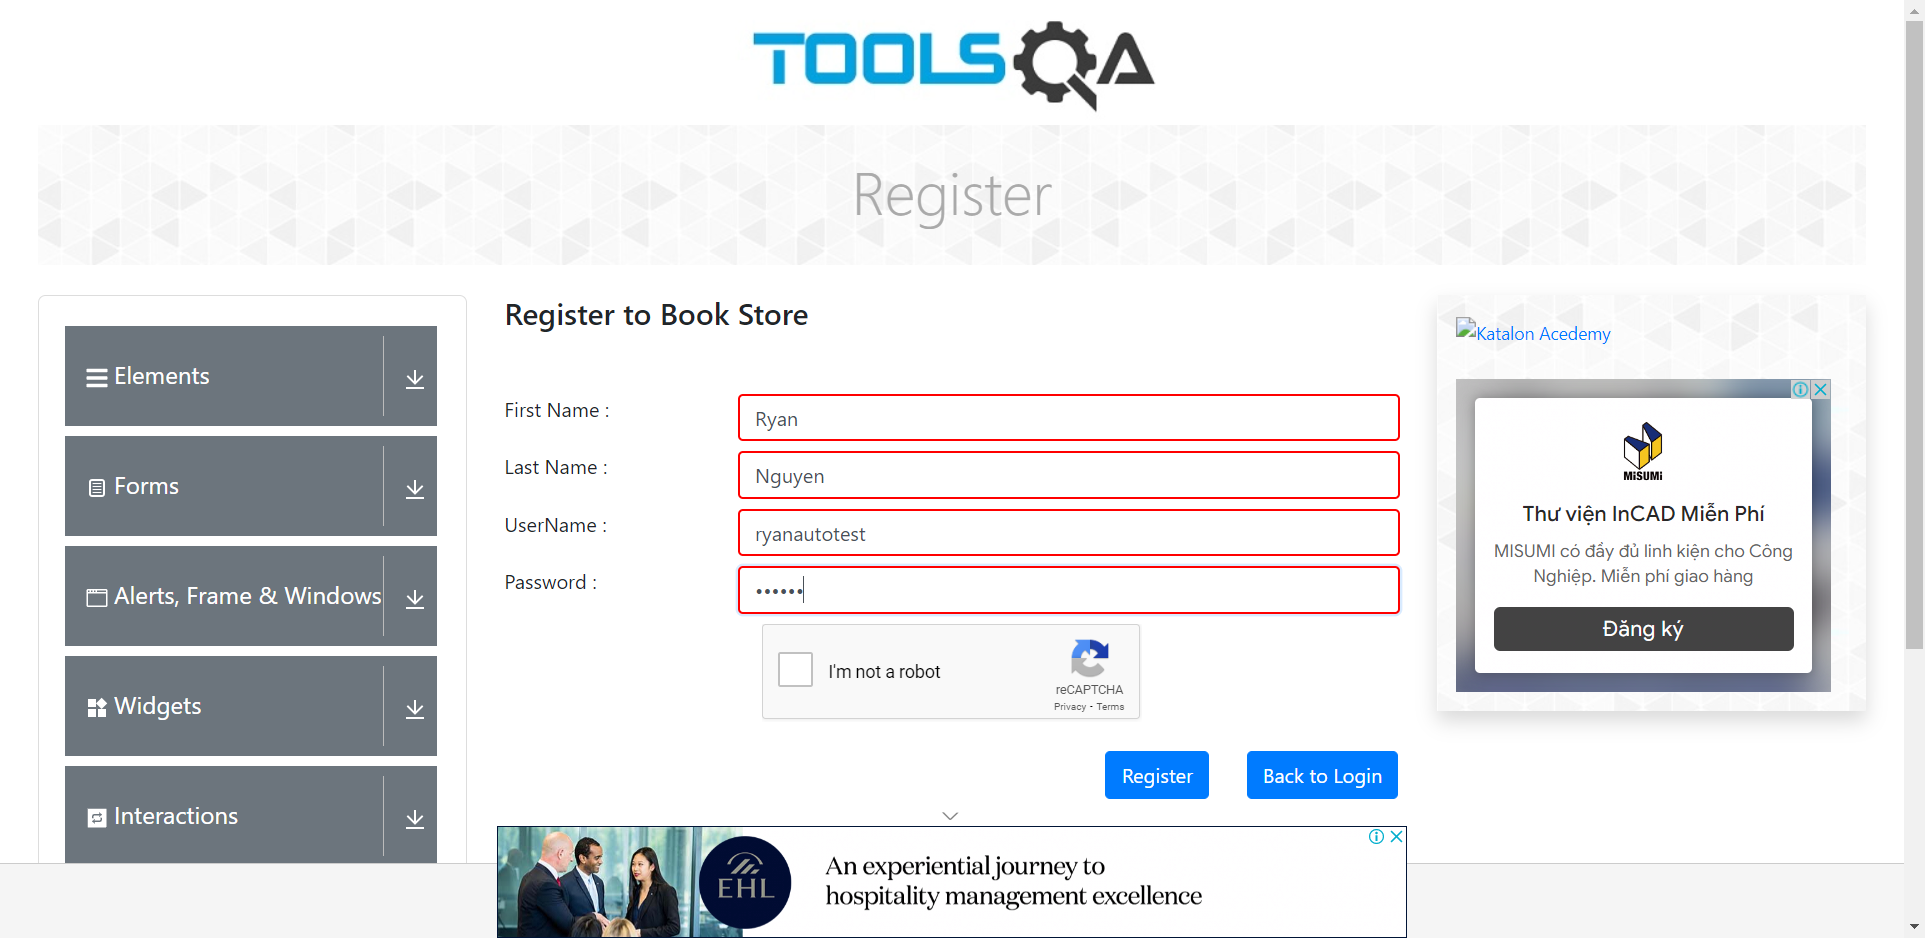 TOOLSQA
Register
Elements
Forms
Alerts, Frame & Windows
Widgets
Interactions
Register to Book Store
First Name :
Ryan
Last Name :
Nguyen
UserName :
ryanautotest
Password :
••••••
I'm not a robot
reCAPTCHA
Privacy - Terms
Register
Back to Login
Katalon Acedemy
MiSUMi
Thư viện InCAD Miễn Phí
MISUMI có đầy đủ linh kiện cho Công
Nghiệp. Miễn phí giao hàng
Đăng ký
EHL
An experiential journey to
hospitality management excellence